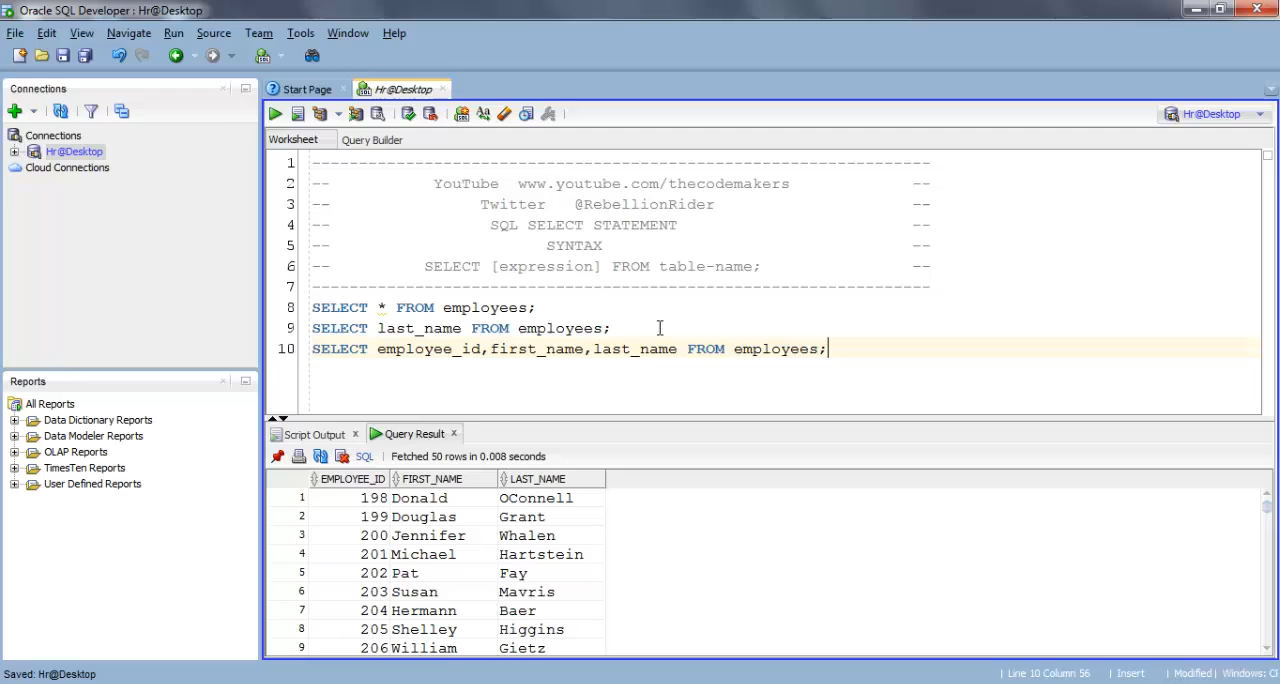 Oracle SQL Developer : Hr@Desktop
File Edit View Navigate Run Source Team Tools Window Help
Connections
Start Page
Hr@Desktop
Hr@Desktop
Connections
Hr@Desktop
Cloud Connections
Worksheet Query Builder
1 ------------------------------------------------------------------
2 -- YouTube www.youtube.com/thecodemakers --
3 -- Twitter @RebellionRider --
4 -- SQL SELECT STATEMENT --
5 -- SYNTAX --
6 -- SELECT [expression] FROM table-name; --
7 ------------------------------------------------------------------
8 SELECT * FROM employees;
9 SELECT last_name FROM employees;
10 SELECT employee_id,first_name,last_name FROM employees;
Reports
All Reports
Data Dictionary Reports
Data Modeler Reports
OLAP Reports
TimesTen Reports
User Defined Reports
Script Output x Query Result x
SQL | Fetched 50 rows in 0.008 seconds
EMPLOYEE_ID FIRST_NAME LAST_NAME
1 198 Donald OConnell
2 199 Douglas Grant
3 200 Jennifer Whalen
4 201 Michael Hartstein
5 202 Pat Fay
6 203 Susan Mavris
7 204 Hermann Baer
8 205 Shelley Higgins
9 206 William Gietz
Saved: Hr@Desktop
Line 10 Column 56 | Insert | Modified | Windows: C